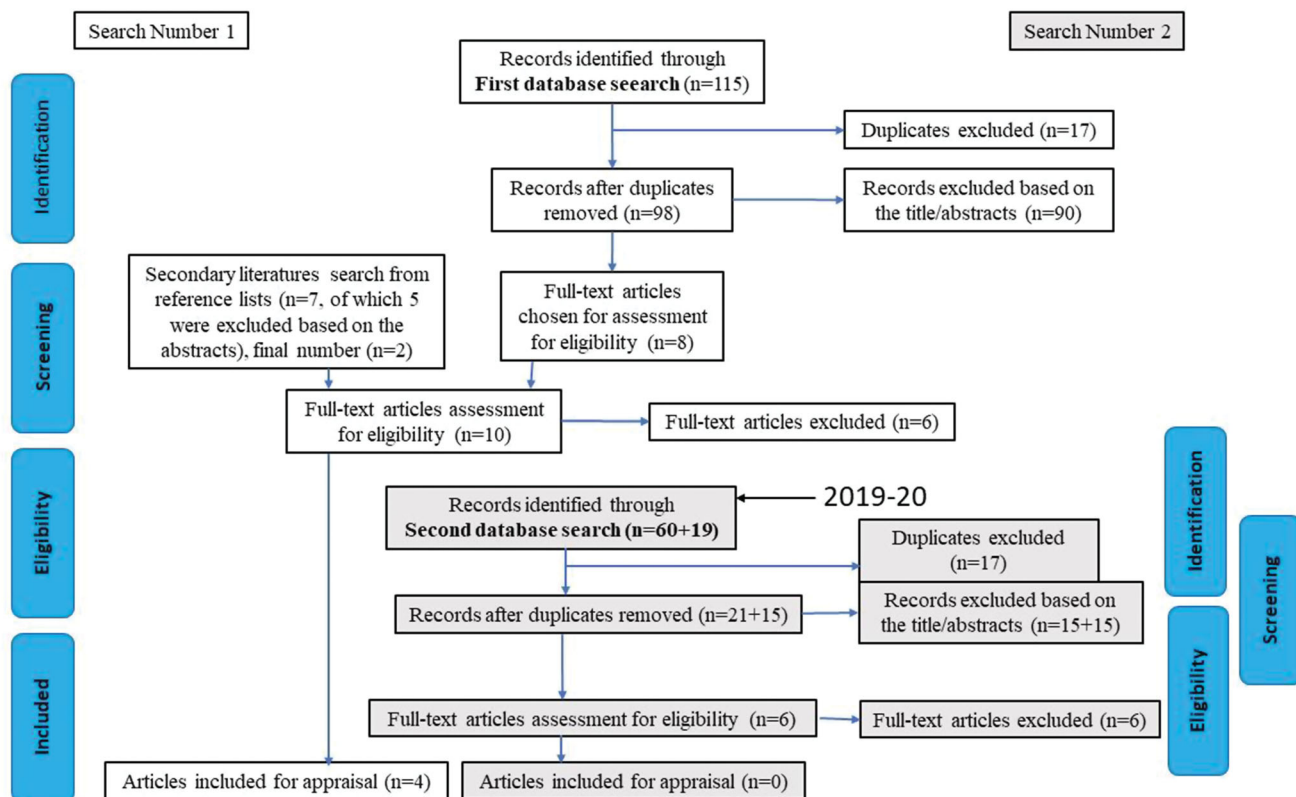 Search Number 1
Search Number 2
Records identified through
First database seearch (n=115)
Identification
Duplicates excluded (n=17)
Records after duplicates
removed (n=98)
Records excluded based on
the title/abstracts (n=90)
Screening
Secondary literatures search from
reference lists (n=7, of which 5
were excluded based on the
abstracts), final number (n=2)
Full-text articles
chosen for assessment
for eligibility (n=8)
Full-text articles assessment
for eligibility (n=10)
Full-text articles excluded (n=6)
Eligibility
Records identified through
Second database search (n=60+19)
2019-20
Identification
Duplicates excluded
(n=17)
Records after duplicates removed (n=21+15)
Records excluded based on
the title/abstracts (n=15+15)
Screening
Eligibility
Included
Full-text articles assessment for eligibility (n=6)
Full-text articles excluded (n=6)
Articles included for appraisal (n=4)
Articles included for appraisal (n=0)